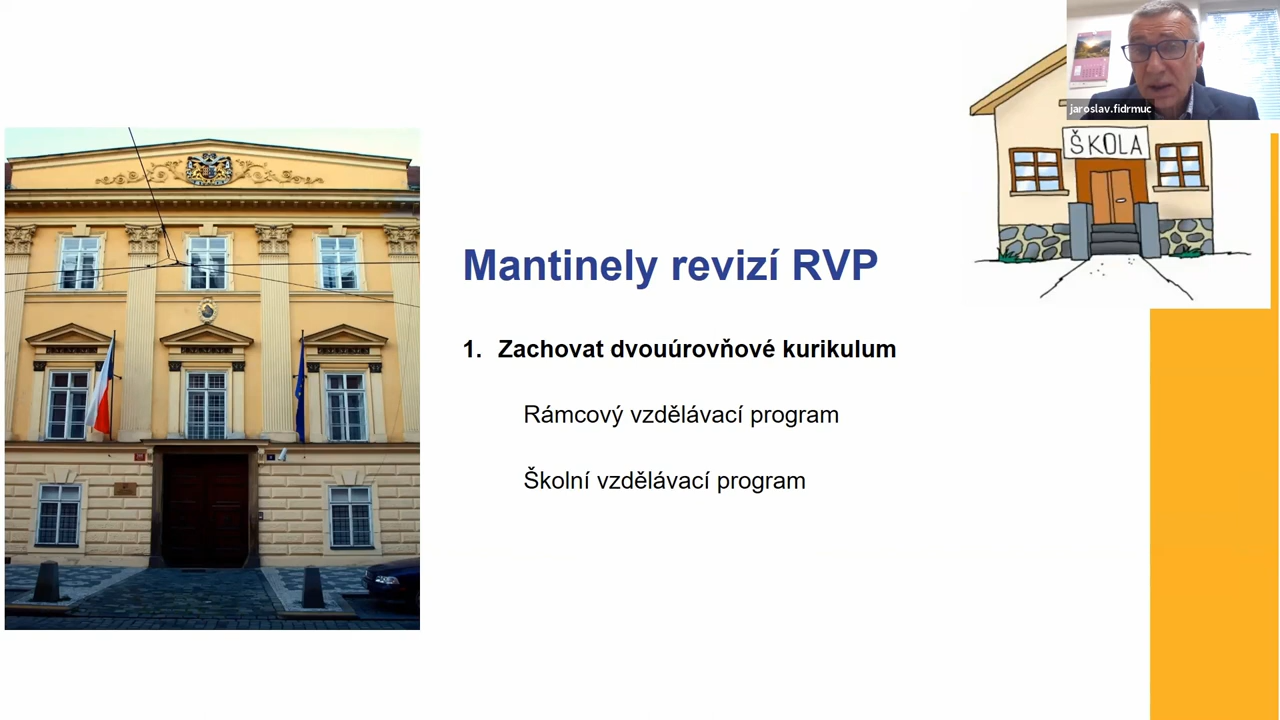 jaroslav.fidrmuc
ŠKOLA
Mantinely revizí RVP
1. Zachovat dvouúrovňové kurikulum
Rámcový vzdělávací program
Školní vzdělávací program